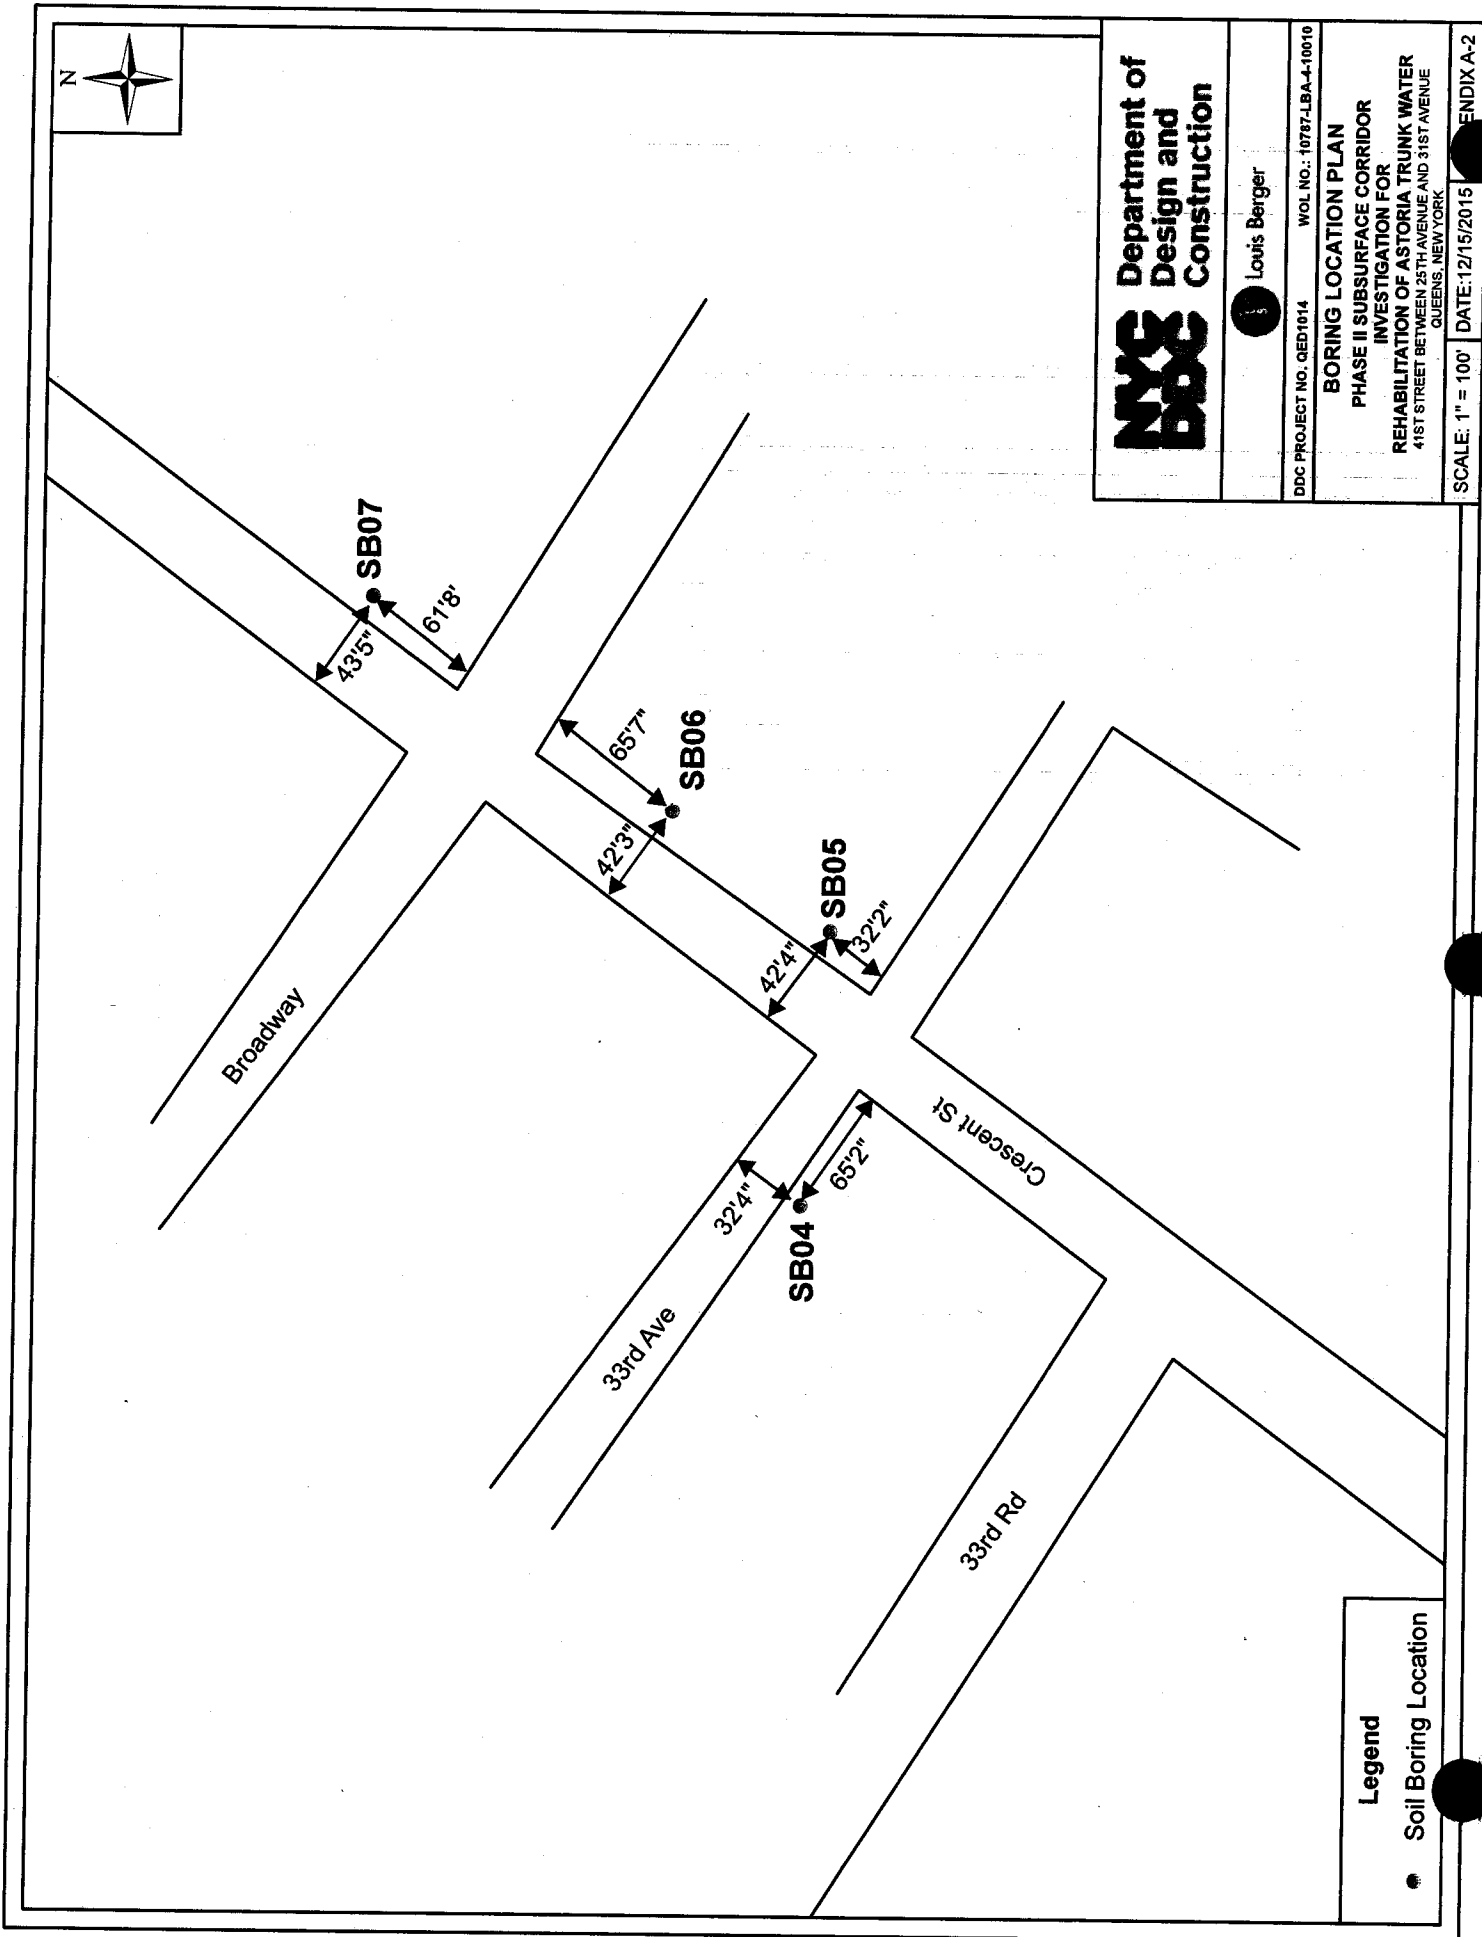 N
Broadway
33rd Ave
33rd Rd
Crescent St
SB07
43'5"
61'8'
65'7"
SB06
42'3"
SB05
42'4"
32'2"
32'4"
65'2"
SB04
Legend
Soil Boring Location
NYC Department of
DDC Design and
Construction
Louis Berger
DDC PROJECT NO. QED1014 WOL NO.: 10787-LBA-4-10010
BORING LOCATION PLAN
PHASE II SUBSURFACE CORRIDOR
INVESTIGATION FOR
REHABILITATION OF ASTORIA TRUNK WATER
41ST STREET BETWEEN 25TH AVENUE AND 31ST AVENUE
QUEENS, NEW YORK
SCALE: 1" = 100' DATE:12/15/2015 ENDIX A-2